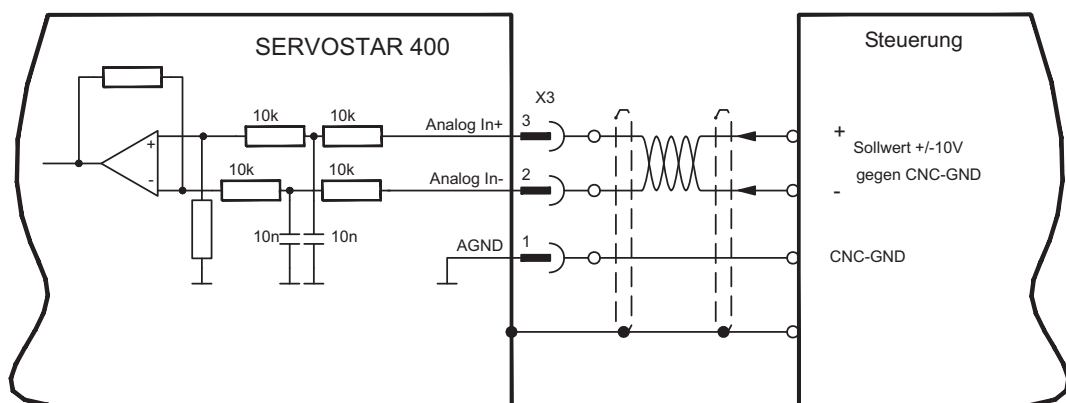 SERVOSTAR 400
Steuerung
X3
10k
10k
Analog In+
3
+
+
Sollwert +/-10V
gegen CNC-GND
10k
10k
Analog In-
2
-
-
10n
10n
AGND
1
CNC-GND